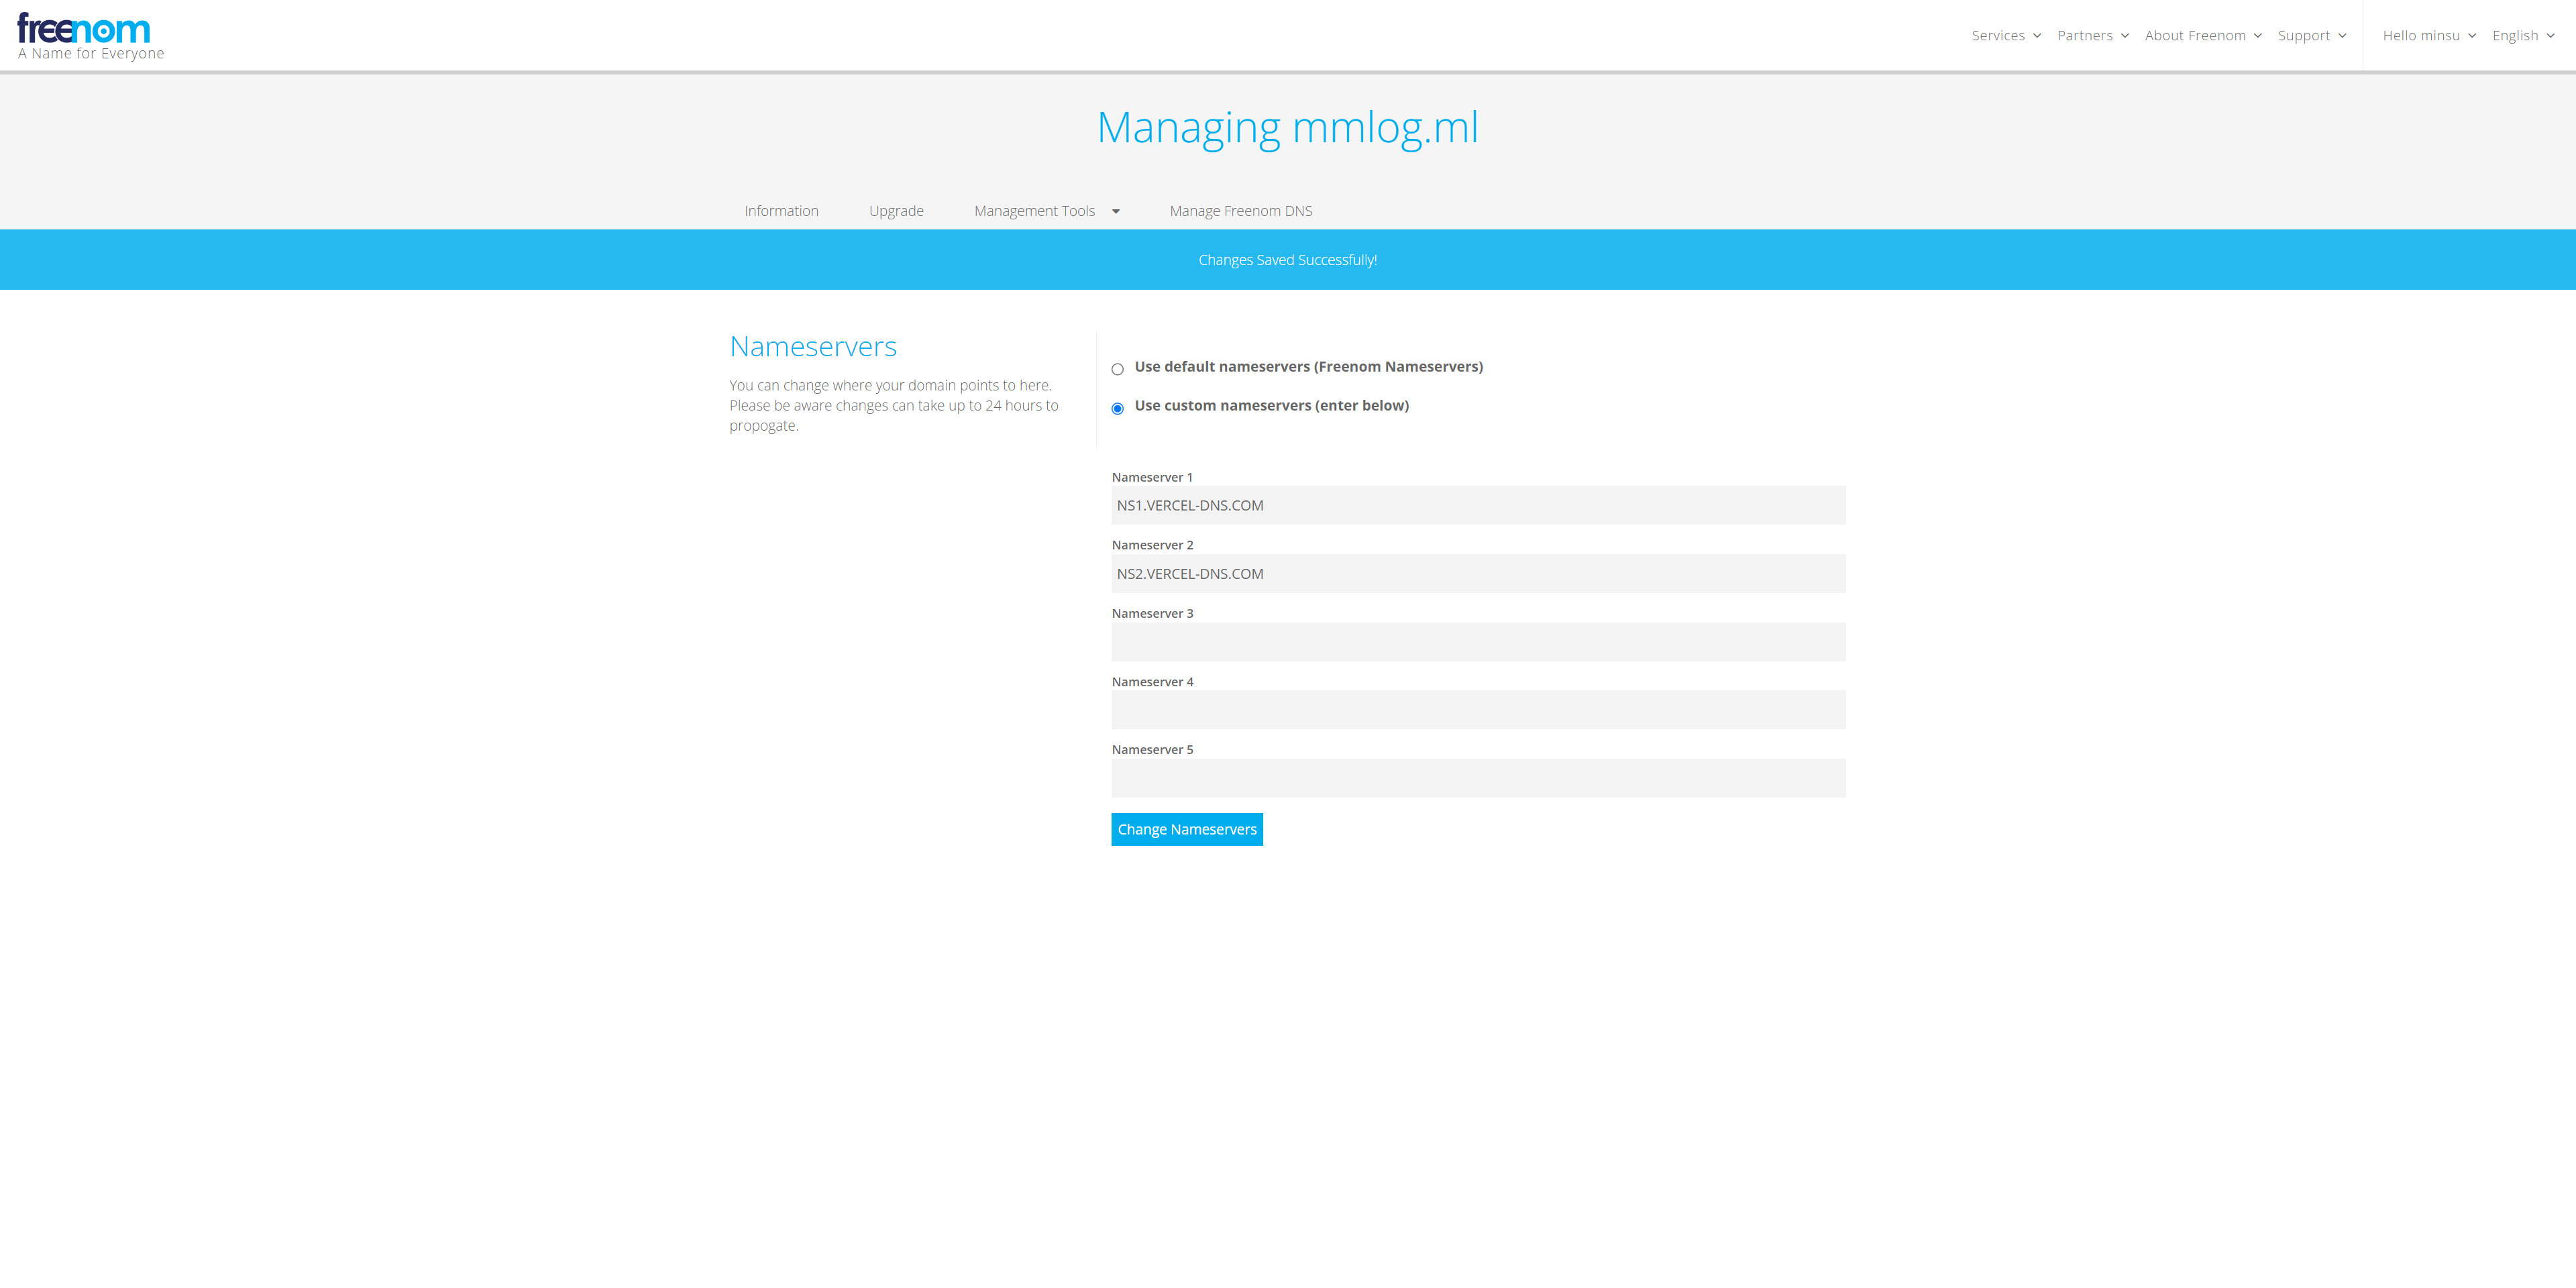 freenom
A Name for Everyone
Services Partners About Freenom Support Hello minsu English
Managing mmlog.ml
Information Upgrade Management Tools Manage Freenom DNS
Changes Saved Successfully!
Nameservers
You can change where your domain points to here.
Please be aware changes can take up to 24 hours to
propogate.
Use default nameservers (Freenom Nameservers)
Use custom nameservers (enter below)
Nameserver 1
NS1.VERCEL-DNS.COM
Nameserver 2
NS2.VERCEL-DNS.COM
Nameserver 3
Nameserver 4
Nameserver 5
Change Nameservers